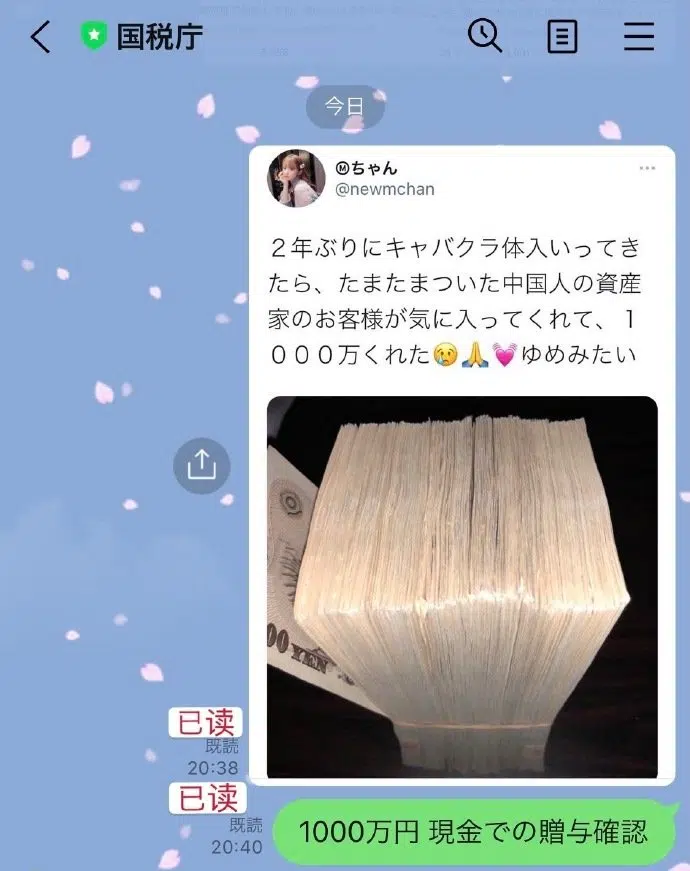 国税庁
今日
Ⓜちゃん
@newmchan
２年ぶりにキャバクラ体入いってき
たら、たまたまついた中国人の資産
家のお客様が気に入ってくれて、１
０００万くれた😢🙏💓ゆめみたい
00 YEN
已读
既読
20:38
已读
既読
20:40
1000万円 現金での贈与確認